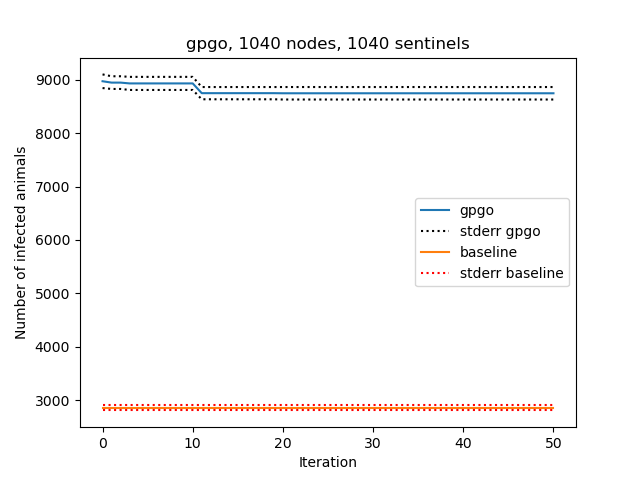 gpgo, 1040 nodes, 1040 sentinels
Number of infected animals
9000
8000
7000
6000
5000
4000
3000
gpgo
stderr gpgo
baseline
stderr baseline
0 10 20 30 40 50
Iteration